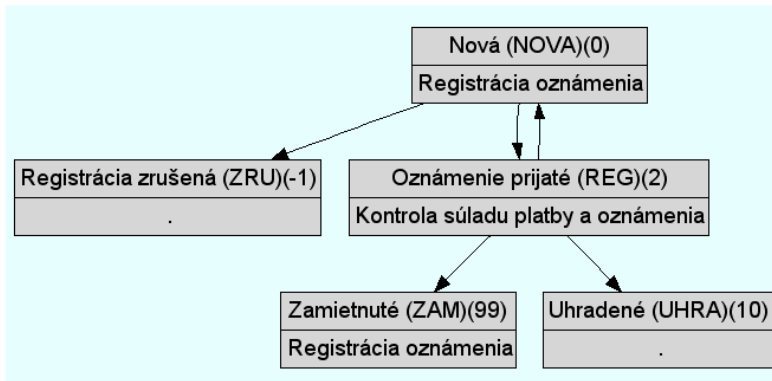 Nová (NOVA)(0)
Registrácia oznámenia
Registrácia zrušená (ZRU)(-1)
.
Oznámenie prijaté (REG)(2)
Kontrola súladu platby a oznámenia
Zamietnuté (ZAM)(99)
Registrácia oznámenia
Uhradené (UHRA)(10)
.